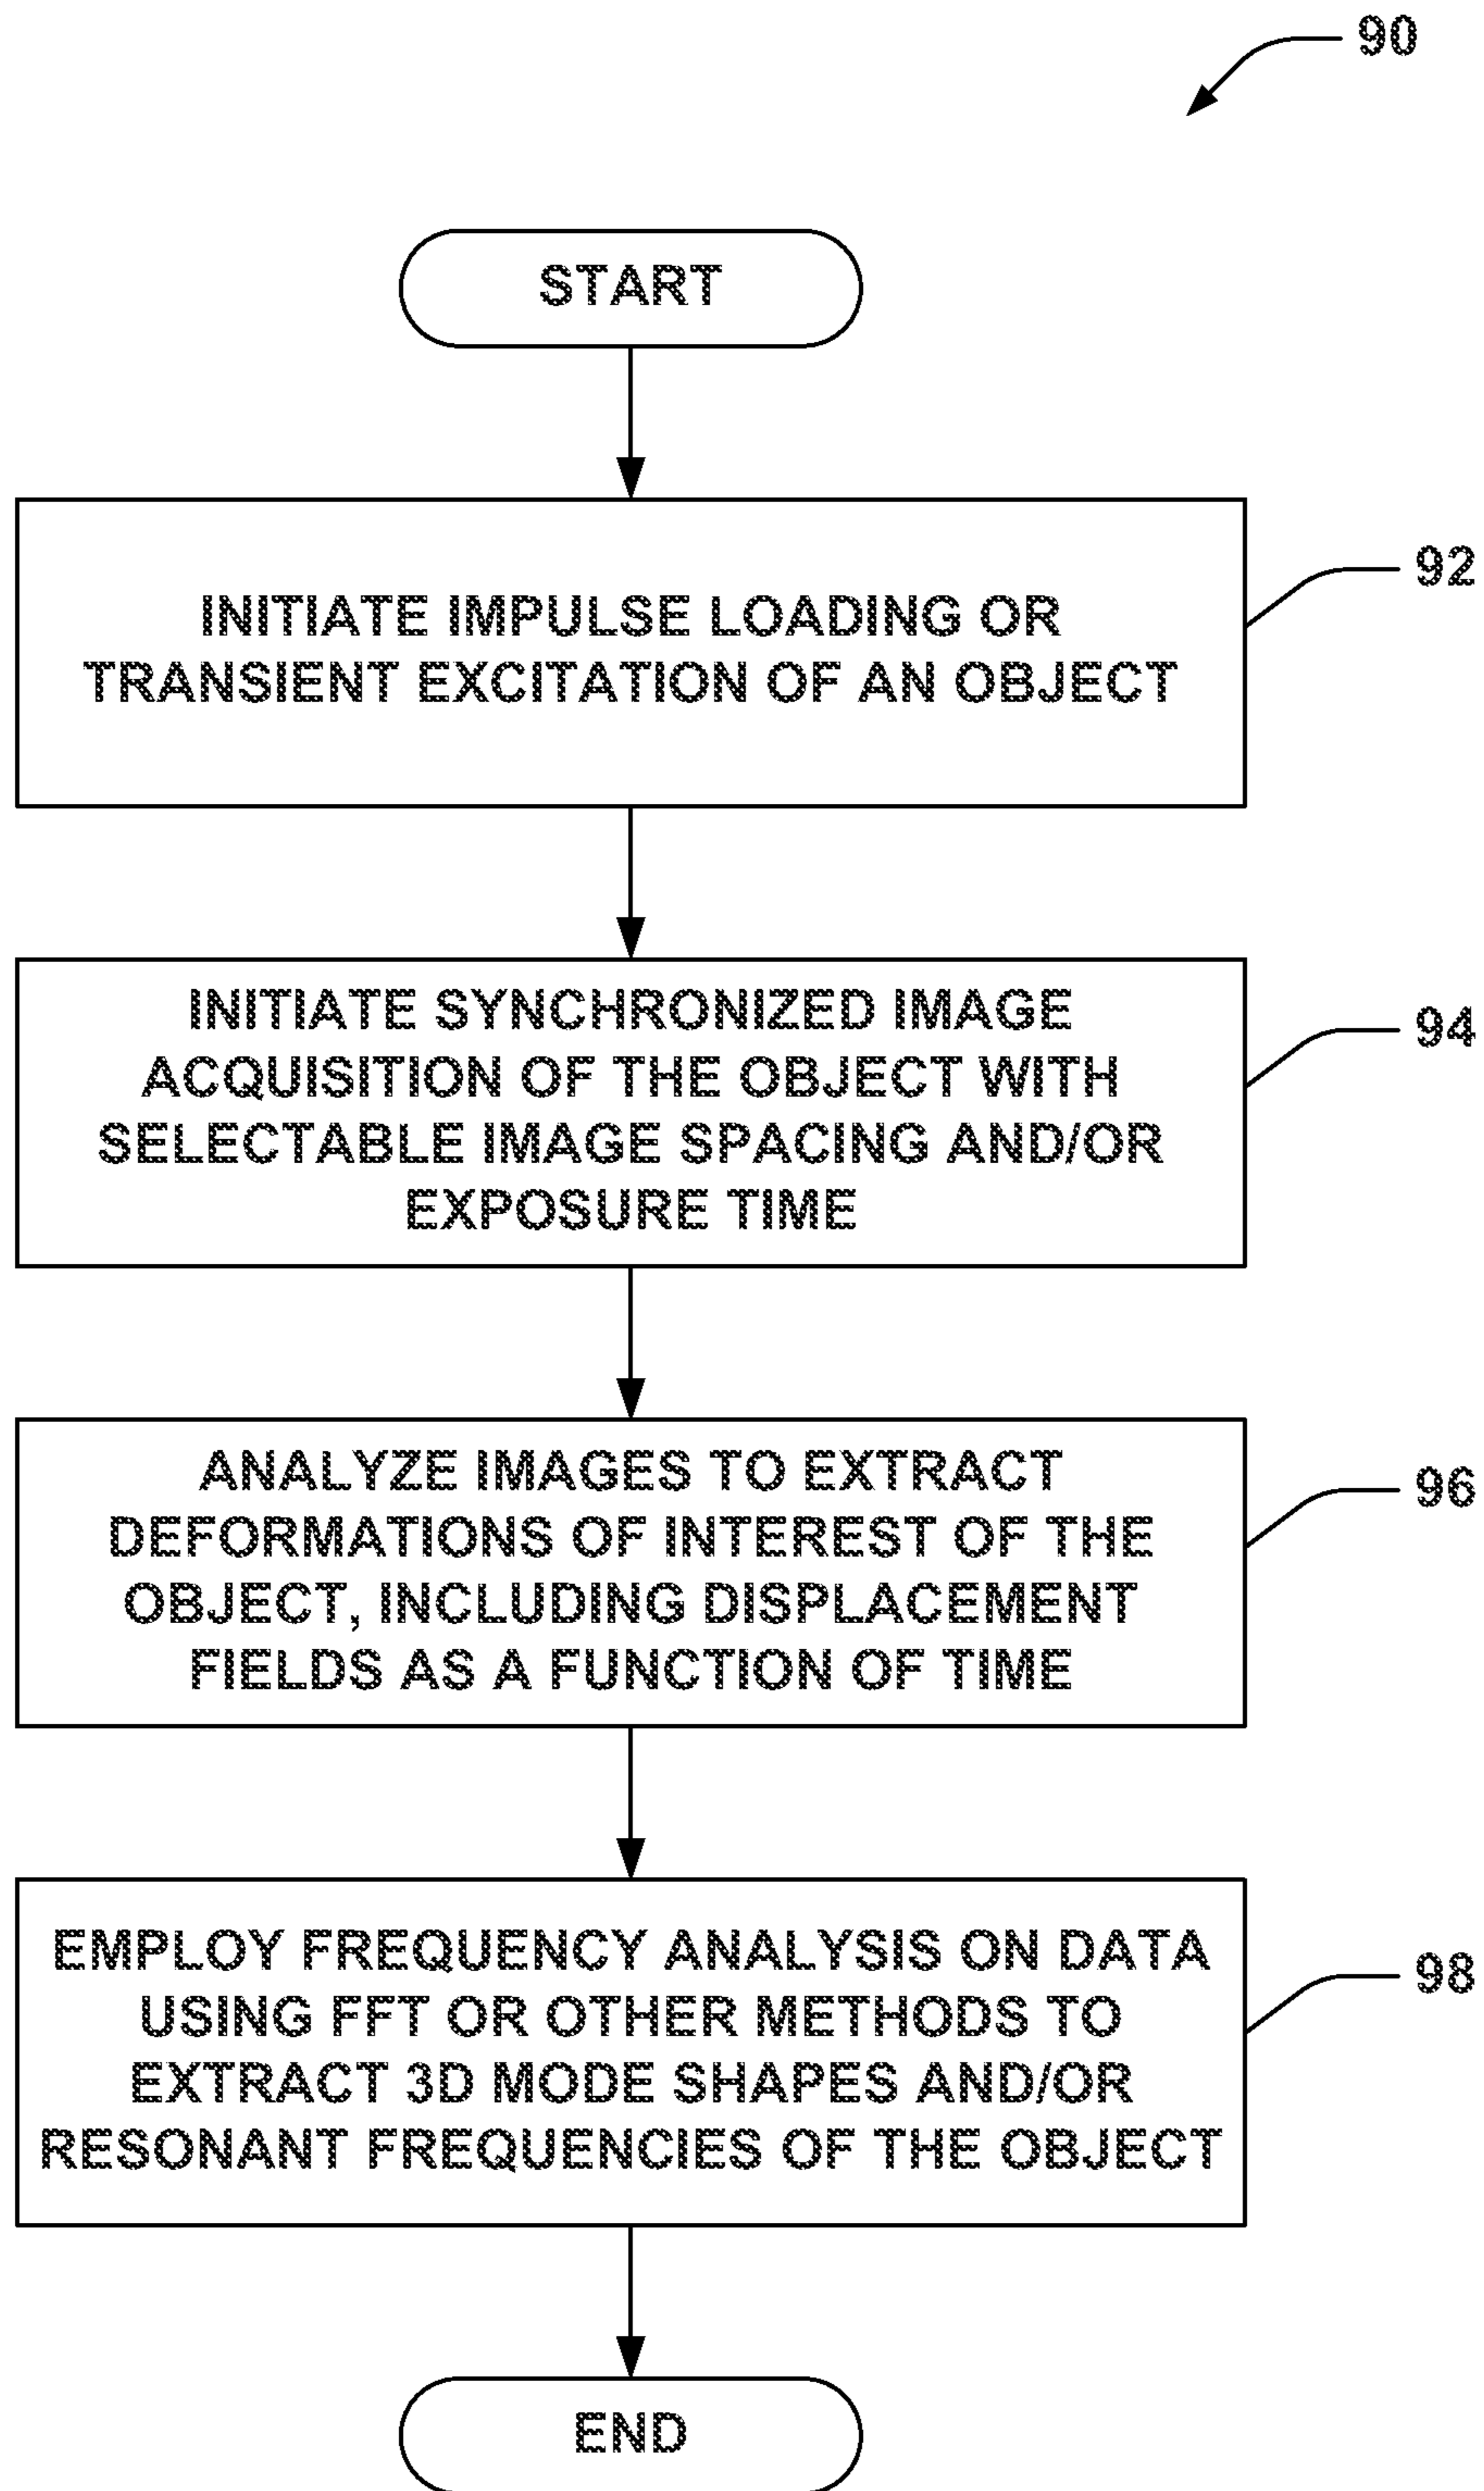 90
START
INITIATE IMPULSE LOADING OR
TRANSIENT EXCITATION OF AN OBJECT
92
INITIATE SYNCHRONIZED IMAGE
ACQUISITION OF THE OBJECT WITH
SELECTABLE IMAGE SPACING AND/OR
EXPOSURE TIME
94
ANALYZE IMAGES TO EXTRACT
DEFORMATIONS OF INTEREST OF THE
OBJECT, INCLUDING DISPLACEMENT
FIELDS AS A FUNCTION OF TIME
96
EMPLOY FREQUENCY ANALYSIS ON DATA
USING FFT OR OTHER METHODS TO
EXTRACT 3D MODE SHAPES AND/OR
RESONANT FREQUENCIES OF THE OBJECT
98
END